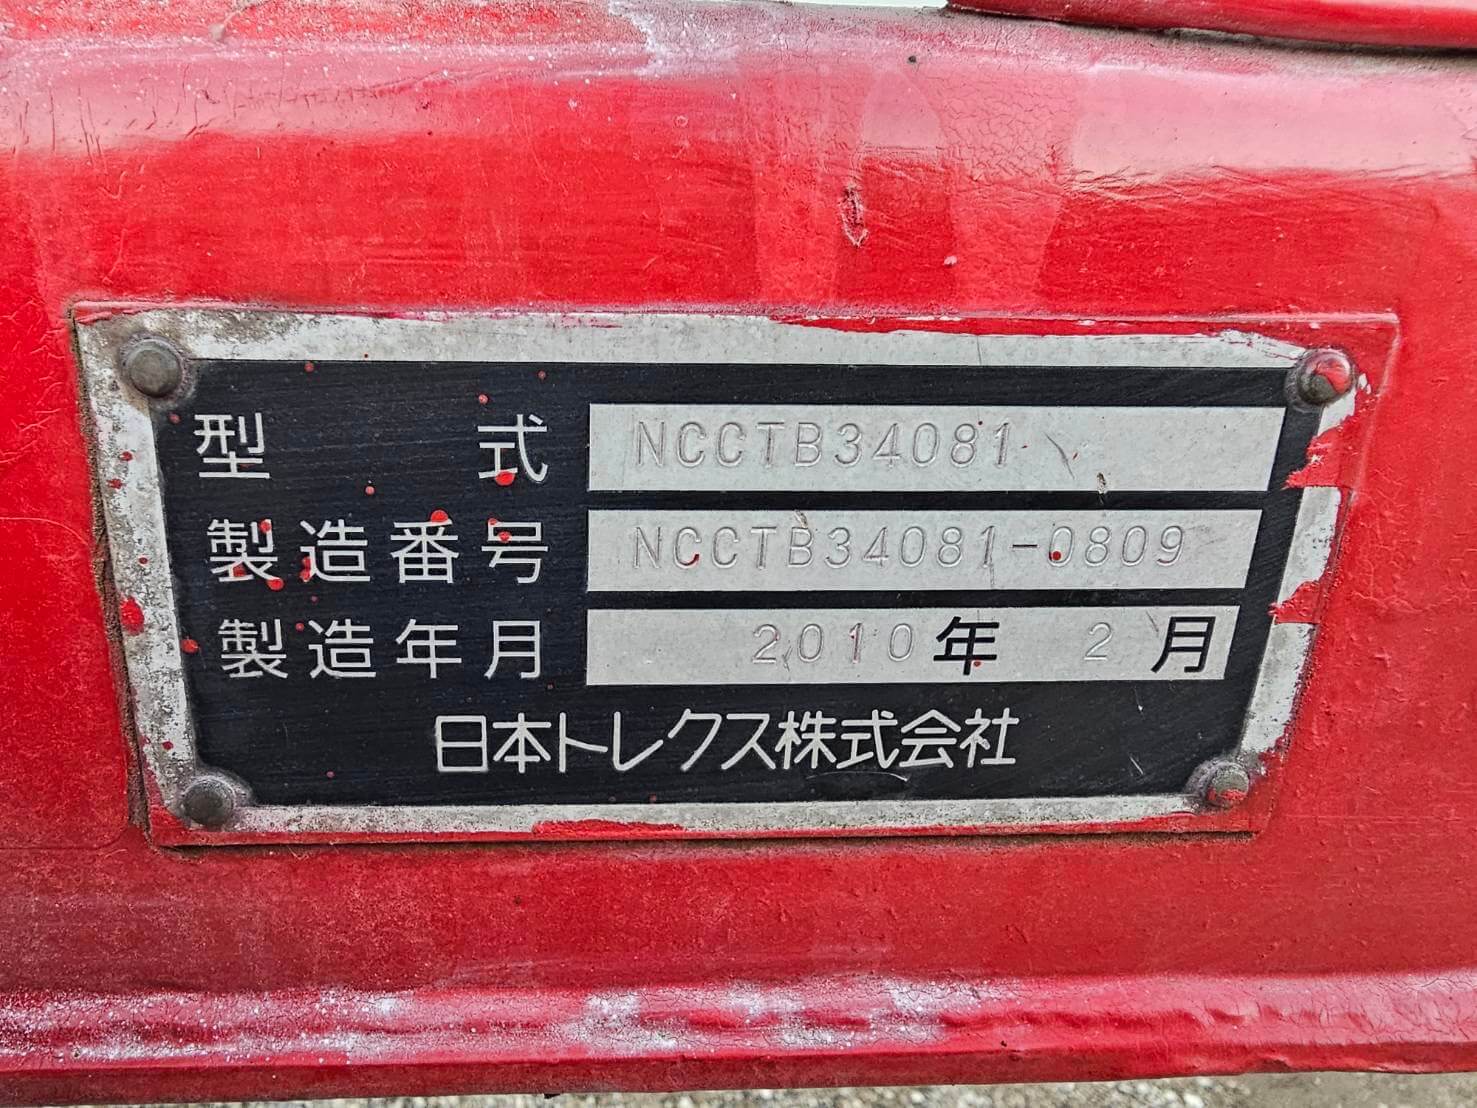 型式 NCCTB34081
製造番号 NCCTB34081-0809
製造年月 2010年 2月
日本トレクス株式会社